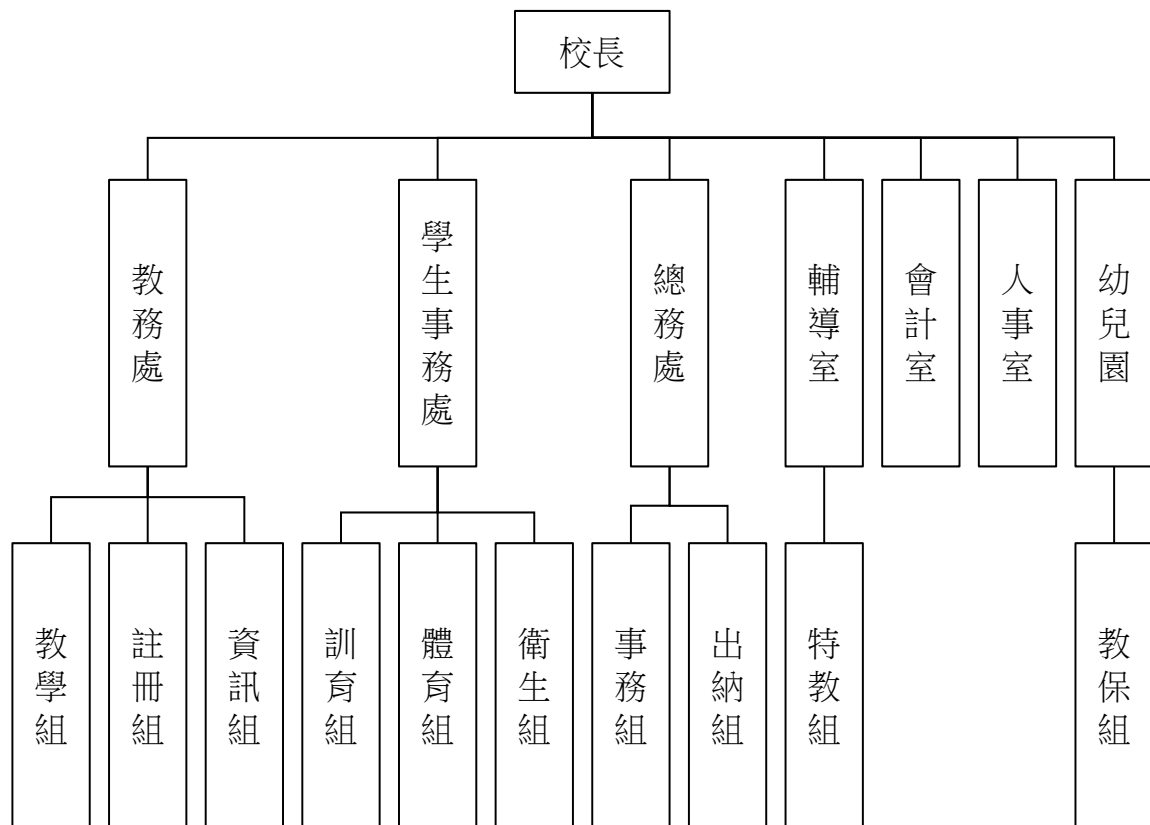 校長
教務處
學生事務處
總務處
輔導室
會計室
人事室
幼兒園
教學組
註冊組
資訊組
訓育組
體育組
衛生組
事務組
出納組
特教組
教保組